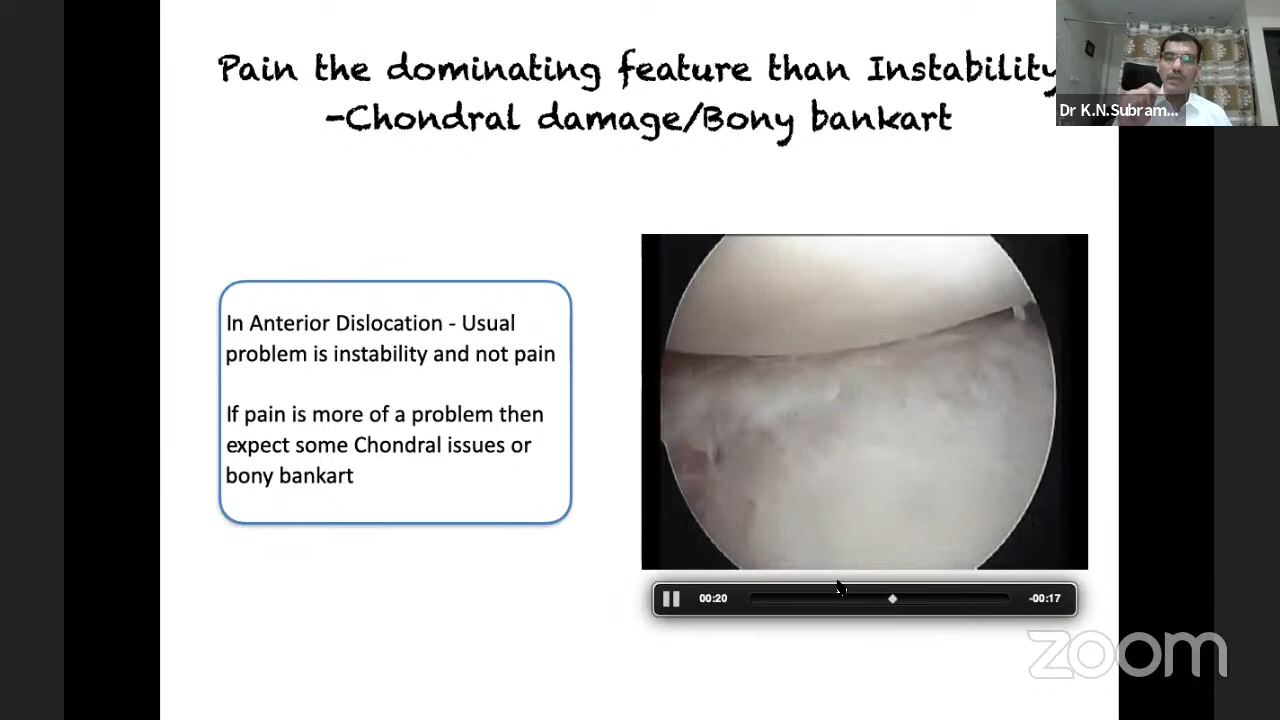 Pain the dominating feature than Instability
-Chondral damage/Bony bankart
Dr K.N.Subram...
In Anterior Dislocation - Usual
problem is instability and not pain
If pain is more of a problem then
expect some Chondral issues or
bony bankart
00:20
-00:17
zoom